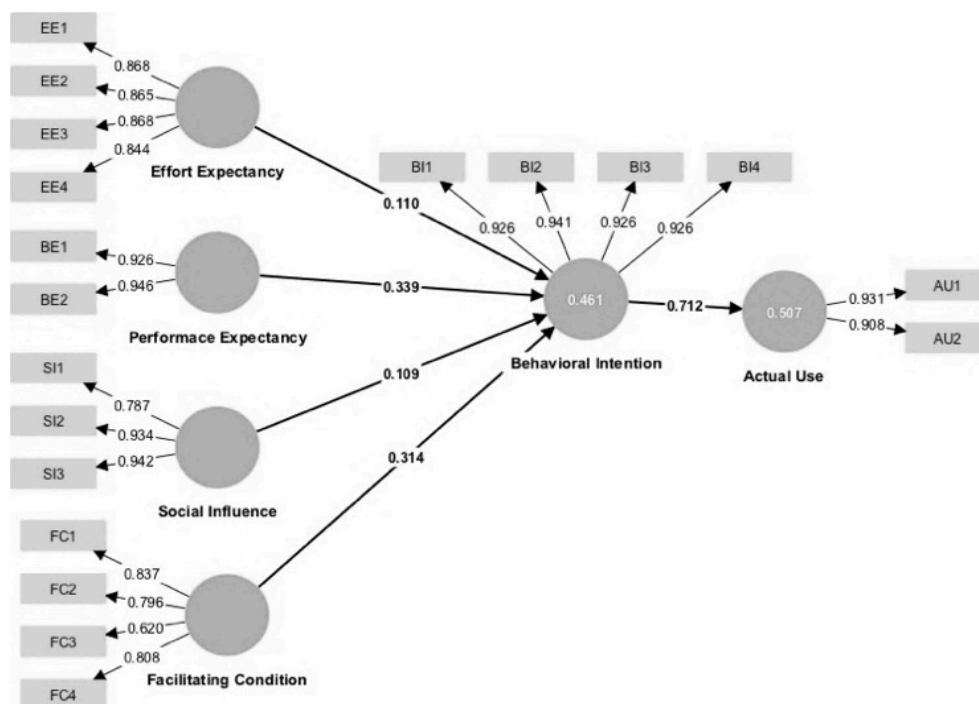 EE1
0.868
EE2
0.865
EE3
0.868
EE4
0.844
Effort Expectancy
0.110
BE1
0.926
BE2
0.946
Performace Expectancy
0.339
SI1
0.787
SI2
0.934
SI3
0.942
Social Influence
0.109
FC1
0.837
FC2
0.796
FC3
0.620
FC4
0.808
Facilitating Condition
0.314
BI1
BI2
BI3
BI4
0.926
0.941
0.926
0.926
0.461
Behavioral Intention
0.712
0.507
Actual Use
0.931
AU1
0.908
AU2